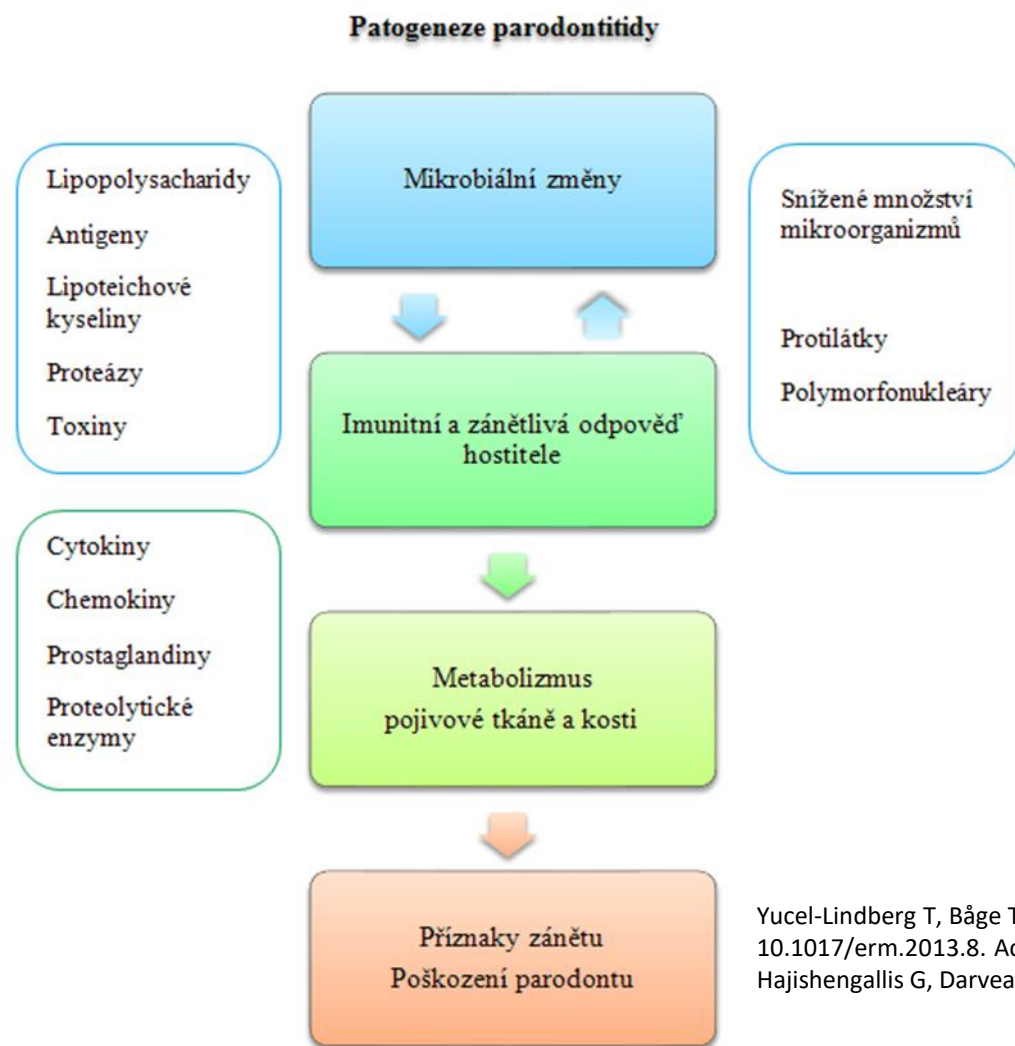 Patogeneze parodontitidy
Mikrobiální změny
Lipopolysacharidy
Antigeny
Lipoteichové
kyseliny
Proteázy
Toxiny
Snížené množství
mikroorganizmů
Protilátky
Polymorfonukleáry
Imunitní a zánětlivá odpověď
hostitele
Cytokiny
Chemokiny
Prostaglandiny
Proteolytické
enzymy
Metabolizmus
pojivové tkáně a kosti
Příznaky zánětu
Poškození parodontu
Yucel-Lindberg T, Båge T
10.1017/erm.2013.8. Ac
Hajishengallis G, Darvea